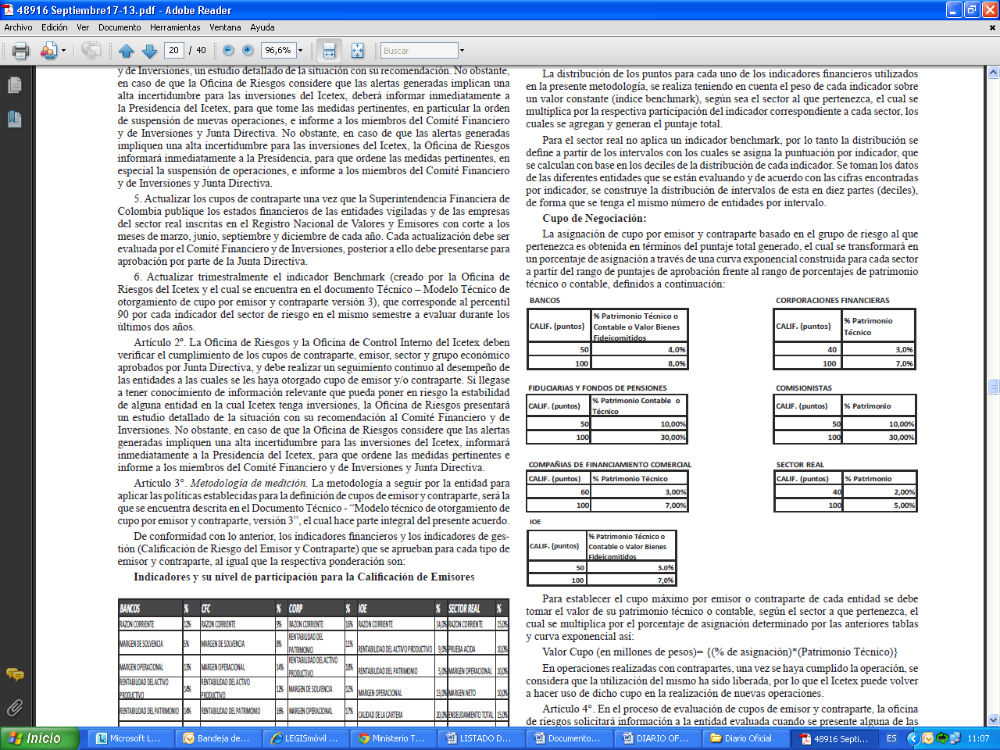 48916 Septiembre17-13.pdf - Adobe Reader
Archivo Edición Ver Documento Herramientas Ventana Ayuda
20 / 40 96,6% Buscar
y de Inversiones, un estudio detallado de la situación con su recomendación. No obstante,
en caso de que la Oficina de Riesgos considere que las alertas generadas implican una
alta incertidumbre para las inversiones del Icetex, deberá informar inmediatamente a
la Presidencia del Icetex, para que tome las medidas pertinentes, en particular la orden
de suspensión de nuevas operaciones, e informe a los miembros del Comité Financiero
y de Inversiones y Junta Directiva. No obstante, en caso de que las alertas generadas
impliquen una alta incertidumbre para las inversiones del Icetex, la Oficina de Riesgos
informará inmediatamente a la Presidencia, para que ordene las medidas pertinentes, en
especial la suspensión de operaciones, e informe a los miembros del Comité Financiero
y de Inversiones y Junta Directiva.
5. Actualizar los cupos de contraparte una vez que la Superintendencia Financiera de
Colombia publique los estados financieros de las entidades vigiladas y de las empresas
del sector real inscritas en el Registro Nacional de Valores y Emisores con corte a los
meses de marzo, junio, septiembre y diciembre de cada año. Cada actualización debe ser
evaluada por el Comité Financiero y de Inversiones, posterior a ello debe presentarse para
aprobación por parte de la Junta Directiva.
6. Actualizar trimestralmente el indicador Benchmark (creado por la Oficina de
Riesgos del Icetex y el cual se encuentra en el documento Técnico – Modelo Técnico de
otorgamiento de cupo por emisor y contraparte versión 3), que corresponde al percentil
90 por cada indicador del sector de riesgo en el mismo semestre a evaluar durante los
últimos dos años.
Artículo 2º. La Oficina de Riesgos y la Oficina de Control Interno del Icetex deben
verificar el cumplimiento de los cupos de contraparte, emisor, sector y grupo económico
aprobados por Junta Directiva, y debe realizar un seguimiento continuo al desempeño de
las entidades a las cuales se les haya otorgado cupo de emisor y/o contraparte. Si llegase
a tener conocimiento de información relevante que pueda poner en riesgo la estabilidad
de alguna entidad en la cual Icetex tenga inversiones, la Oficina de Riesgos presentará
un estudio detallado de la situación con su recomendación al Comité Financiero y de
Inversiones. No obstante, en caso de que la Oficina de Riesgos considere que las alertas
generadas impliquen una alta incertidumbre para las inversiones del Icetex, informará
inmediatamente a la Presidencia del Icetex, para que ordene las medidas pertinentes e
informe a los miembros del Comité Financiero y de Inversiones y Junta Directiva.
Artículo 3°. Metodología de medición. La metodología a seguir por la entidad para
aplicar las políticas establecidas para la definición de cupos de emisor y contraparte, será la
que se encuentra descrita en el Documento Técnico - “Modelo técnico de otorgamiento de
cupo por emisor y contraparte, versión 3”, el cual hace parte integral del presente acuerdo.
De conformidad con lo anterior, los indicadores financieros y los indicadores de ges-
tión (Calificación de Riesgo del Emisor y Contraparte) que se aprueban para cada tipo de
emisor y contraparte, al igual que la respectiva ponderación son:
Indicadores y su nivel de participación para la Calificación de Emisores
BANCOS % CFC % CORP % IOE % SECTOR REAL %
RAZON CORRIENTE 12% RAZON CORRIENTE 9% RAZON CORRIENTE 16% RAZON CORRIENTE 14,0% RAZON CORRIENTE 15,0%
MARGEN DE SOLVENCIA 5% MARGEN DE SOLVENCIA 8% RENTABILIDAD DEL PATRIMONIO 11% RENTABILIDAD DEL ACTIVO PRODUCTIVO 9,0% PRUEBA ACIDA 10,0%
MARGEN OPERACIONAL 13% MARGEN OPERACIONAL 14% RENTABILIDAD DEL ACTIVO PRODUCTIVO 18% RENTABILIDAD DEL PATRIMONIO 5,0% MARGEN OPERACIONAL 10,0%
RENTABILIDAD DEL ACTIVO PRODUCTIVO 14% RENTABILIDAD DEL ACTIVO PRODUCTIVO 12% MARGEN DE SOLVENCIA 12% MARGEN OPERACIONAL 13,0% MARGEN NETO 10,0%
RENTABILIDAD DEL PATRIMONIO 14% RENTABILIDAD DEL PATRIMONIO 16% MARGEN OPERACIONAL 17% CALIDAD DE LA CARTERA 20,0% ENDEUDAMIENTO TOTAL 15,0%
La distribución de los puntos para cada uno de los indicadores financieros utilizados
en la presente metodología, se realiza teniendo en cuenta el peso de cada indicador sobre
un valor constante (índice benchmark), según sea el sector al que pertenezca, el cual se
multiplica por la respectiva participación del indicador correspondiente a cada sector, los
cuales se agregan y generan el puntaje total.
Para el sector real no aplica un indicador benchmark, por lo tanto la distribución se
define a partir de los intervalos con los cuales se asigna la puntuación por indicador, que
se calculan con base en los deciles de la distribución de cada indicador. Se toman los datos
de las diferentes entidades que se están evaluando y de acuerdo con las cifras encontradas
por indicador, se construye la distribución de intervalos de esta en diez partes (deciles),
de forma que se tenga el mismo número de entidades por intervalo.
Cupo de Negociación:
La asignación de cupo por emisor y contraparte basado en el grupo de riesgo al que
pertenezca es obtenida en términos del puntaje total generado, el cual se transformará en
un porcentaje de asignación a través de una curva exponencial construida para cada sector
a partir del rango de puntajes de aprobación frente al rango de porcentajes de patrimonio
técnico o contable, definidos a continuación:
BANCOS
CALIF. (puntos) % Patrimonio Técnico o Contable o Valor Bienes Fideicomitidos
50 4,0%
100 8,0%
CORPORACIONES FINANCIERAS
CALIF. (puntos) % Patrimonio Técnico
40 3,0%
100 7,0%
FIDUCIARIAS Y FONDOS DE PENSIONES
CALIF. (puntos) % Patrimonio Contable o Técnico
50 10,00%
100 30,00%
COMISIONISTAS
CALIF. (puntos) % Patrimonio
50 10,00%
100 30,00%
COMPAÑIAS DE FINANCIAMIENTO COMERCIAL
CALIF. (puntos) % Patrimonio Técnico
60 3,00%
100 7,00%
SECTOR REAL
CALIF. (puntos) % Patrimonio
40 2,00%
100 5,00%
IOE
CALIF. (puntos) % Patrimonio Técnico o Contable o Valor Bienes Fideicomitidos
50 3.0%
100 7,0%
Para establecer el cupo máximo por emisor o contraparte de cada entidad se debe
tomar el valor de su patrimonio técnico o contable, según el sector a que pertenezca, el
cual se multiplica por el porcentaje de asignación determinado por las anteriores tablas
y curva exponencial así:
Valor Cupo (en millones de pesos)= {(% de asignación)*(Patrimonio Técnico)}
En operaciones realizadas con contrapartes, una vez se haya cumplido la operación, se
considera que la utilización del mismo ha sido liberada, por lo que el Icetex puede volver
a hacer uso de dicho cupo en la realización de nuevas operaciones.
Artículo 4°. En el proceso de evaluación de cupos de emisor y contraparte, la oficina
de riesgos solicitará información a la entidad evaluada cuando se presente alguna de las
Inicio Microsoft L... Bandeja de... LEGISmóvil ... Ministerio T... LISTADO D... Documento... DIARIO OF... Diario Oficial 48916 Septi... ES 11:07